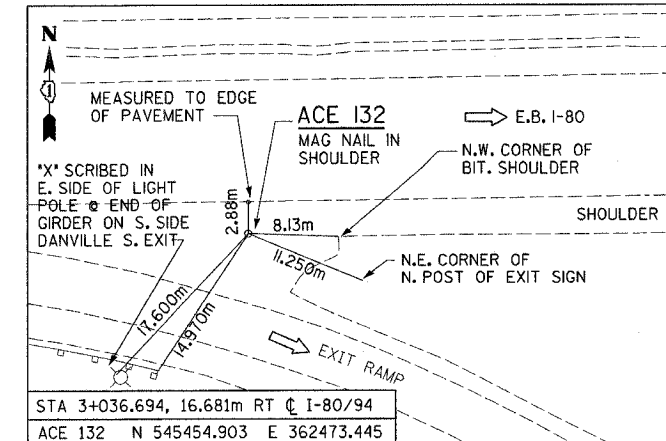 N
1
MEASURED TO EDGE
OF PAVEMENT
ACE 132
MAG NAIL IN
SHOULDER
E.B. I-80
N.W. CORNER OF
BIT. SHOULDER
"X" SCRIBED IN
E. SIDE OF LIGHT
POLE @ END OF
GIRDER ON S. SIDE
DANVILLE S. EXIT
2.88m
8.13m
SHOULDER
11.250m
N.E. CORNER OF
N. POST OF EXIT SIGN
17.600m
14.970m
EXIT RAMP
STA 3+036.694, 16.681m RT ℄ I-80/94
ACE 132 N 545454.903 E 362473.445